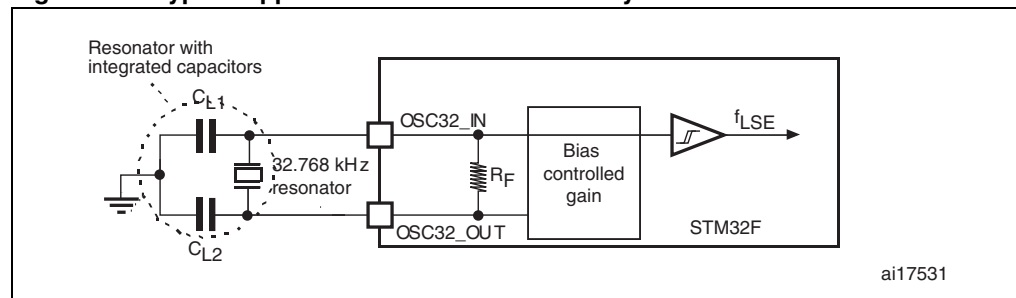 Resonator with
integrated capacitors
CL1
OSC32_IN
fLSE
32.768 kHz
resonator
RF
Bias
controlled
gain
OSC32_OUT
STM32F
CL2
ai17531